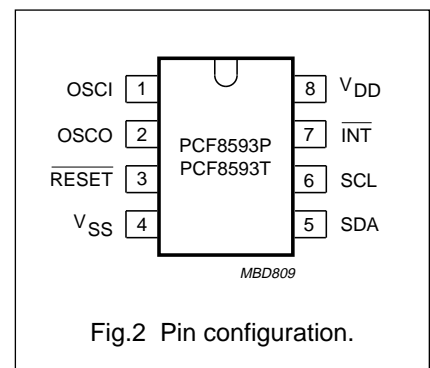 OSCI 1 8 VDD
OSCO 2 7 INT
PCF8593P
PCF8593T
RESET 3 6 SCL
VSS 4 5 SDA
MBD809
Fig.2 Pin configuration.